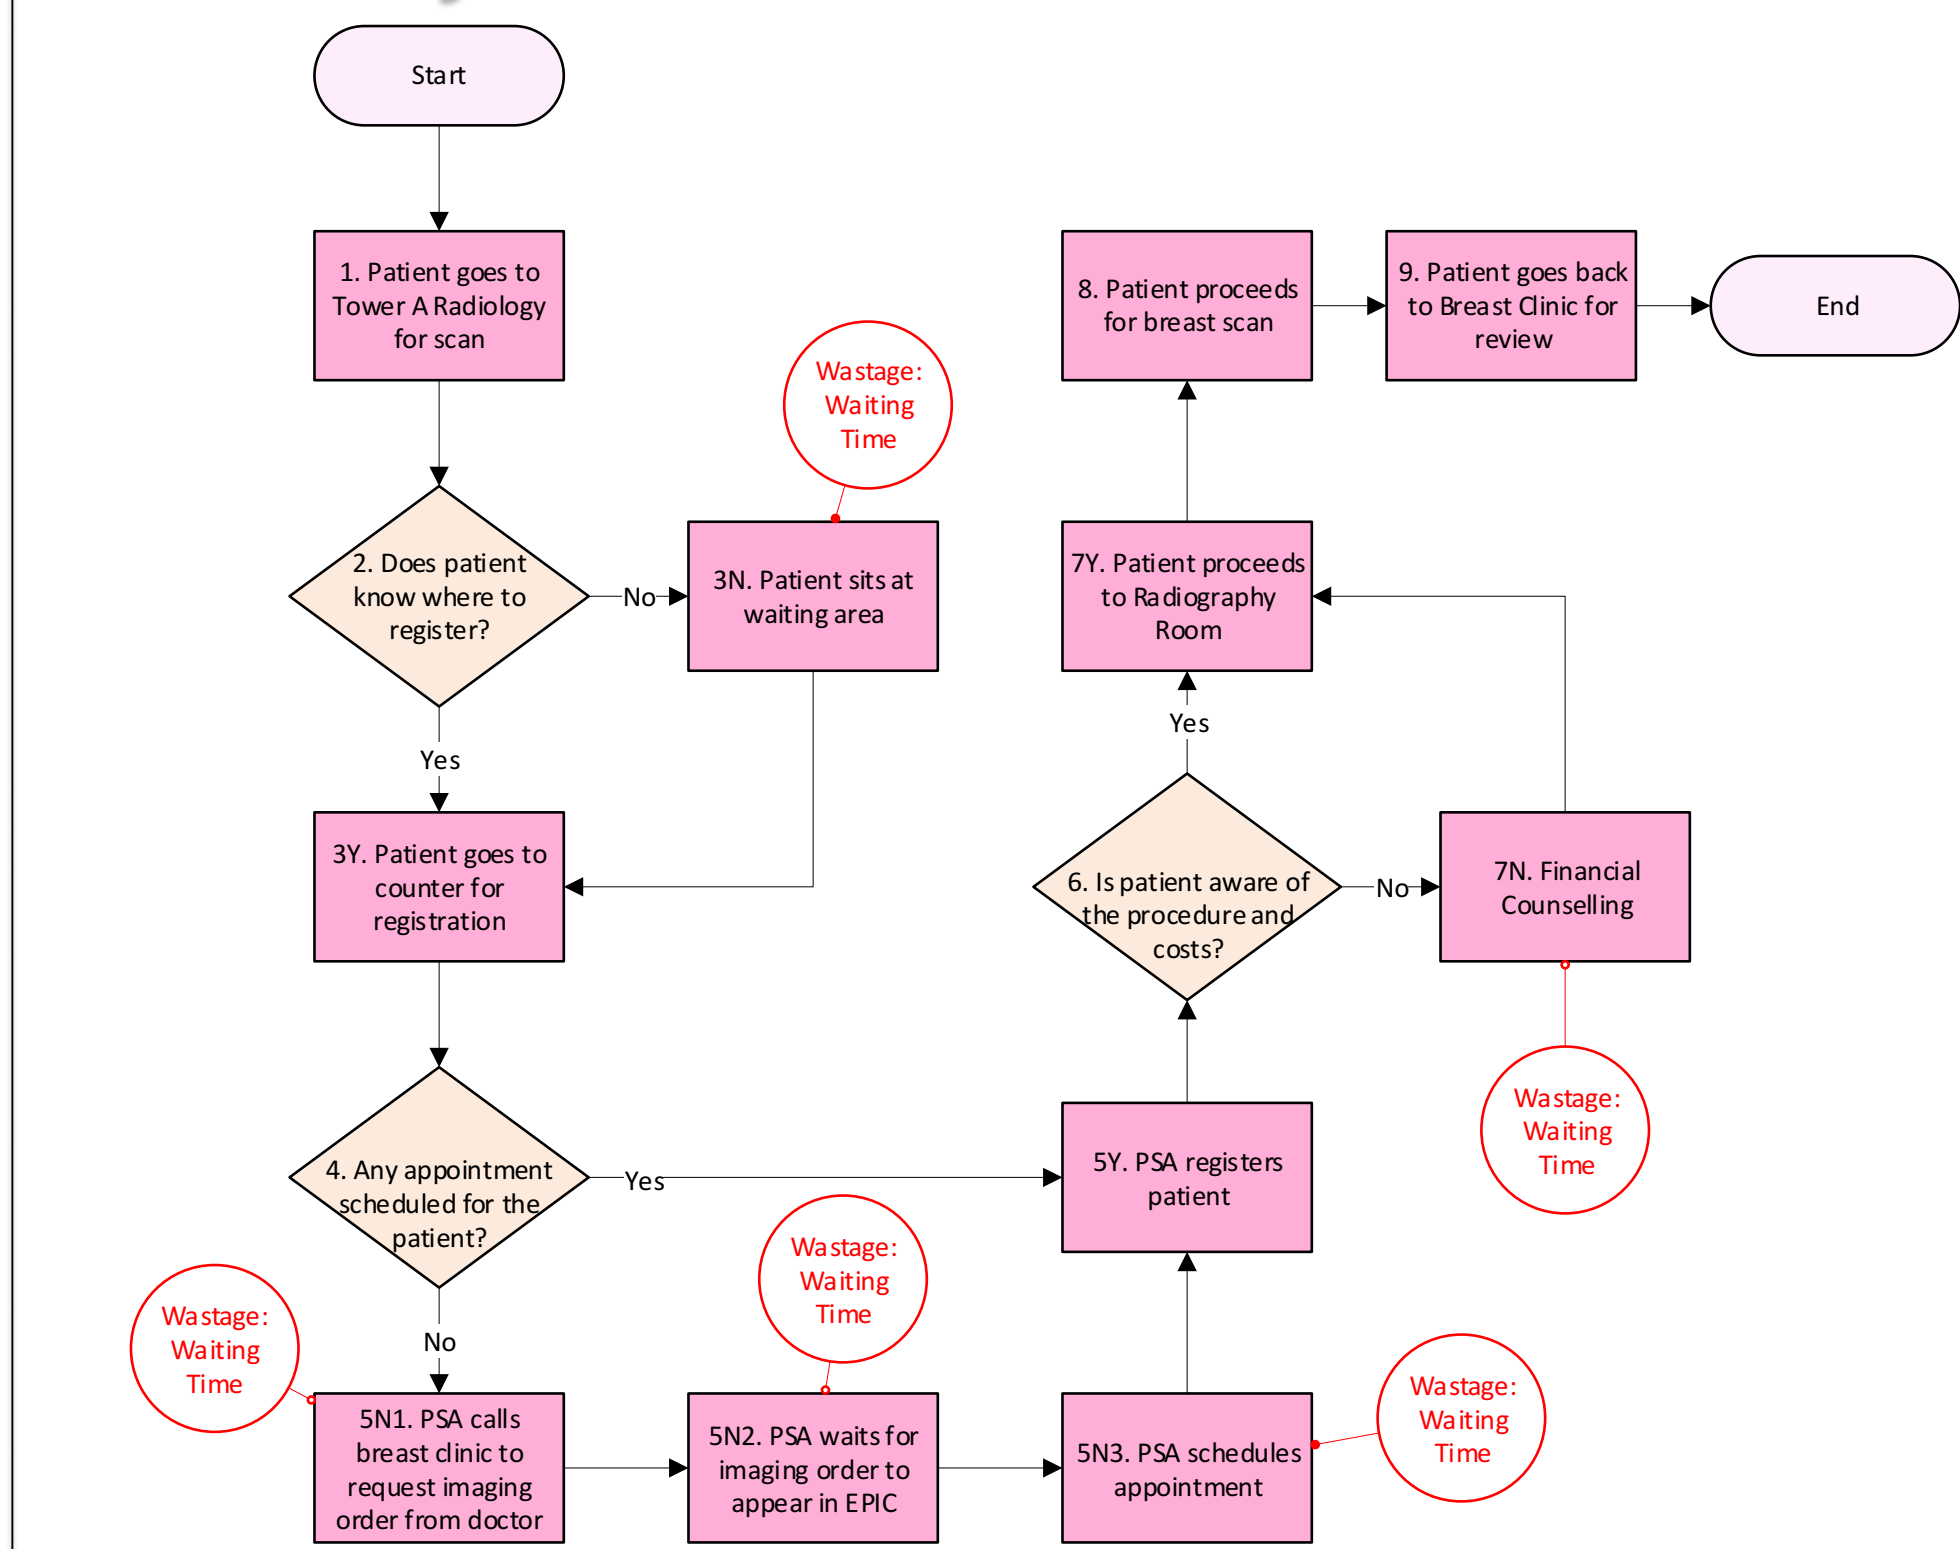 Start
1. Patient goes to
Tower A Radiology
for scan
2. Does patient
know where to
register?
No
3N. Patient sits at
waiting area
Wastage:
Waiting
Time
Yes
3Y. Patient goes to
counter for
registration
4. Any appointment
scheduled for the
patient?
Yes
No
Wastage:
Waiting
Time
5N1. PSA calls
breast clinic to
request imaging
order from doctor
Wastage:
Waiting
Time
5N2. PSA waits for
imaging order to
appear in EPIC
5N3. PSA schedules
appointment
Wastage:
Waiting
Time
5Y. PSA registers
patient
6. Is patient aware of
the procedure and
costs?
No
7N. Financial
Counselling
Wastage:
Waiting
Time
Yes
7Y. Patient proceeds
to Radiography
Room
8. Patient proceeds
for breast scan
9. Patient goes back
to Breast Clinic for
review
End